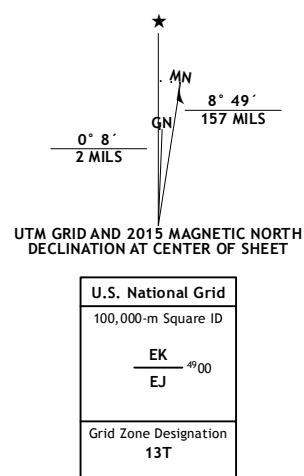 ★
MN
GN
8° 49´
157 MILS
0° 8´
2 MILS
UTM GRID AND 2015 MAGNETIC NORTH
DECLINATION AT CENTER OF SHEET
U.S. National Grid
100,000-m Square ID
EK
4900
EJ
Grid Zone Designation
13T